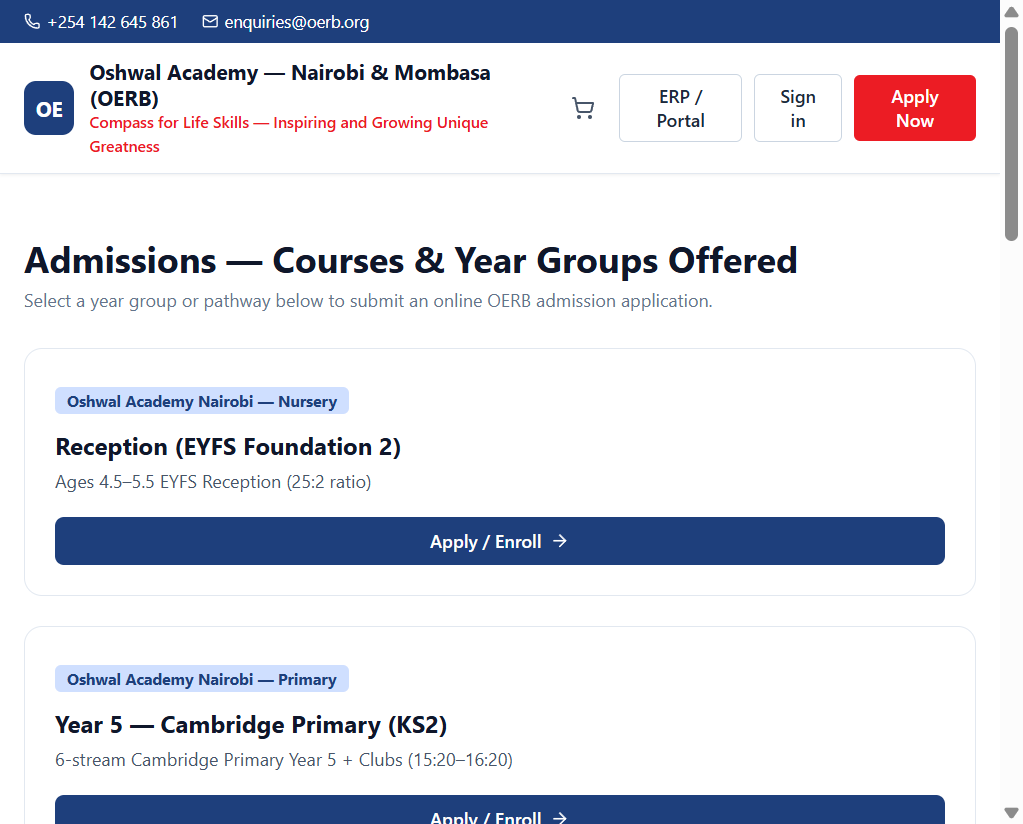 +254 142 645 861 enquiries@oerb.org
OE
Oshwal Academy — Nairobi & Mombasa
(OERB)
Compass for Life Skills — Inspiring and Growing Unique
Greatness
ERP /
Portal
Sign
in
Apply
Now
Admissions — Courses & Year Groups Offered
Select a year group or pathway below to submit an online OERB admission application.
Oshwal Academy Nairobi — Nursery
Reception (EYFS Foundation 2)
Ages 4.5–5.5 EYFS Reception (25:2 ratio)
Apply / Enroll →
Oshwal Academy Nairobi — Primary
Year 5 — Cambridge Primary (KS2)
6-stream Cambridge Primary Year 5 + Clubs (15:20–16:20)
Apply / Enroll →